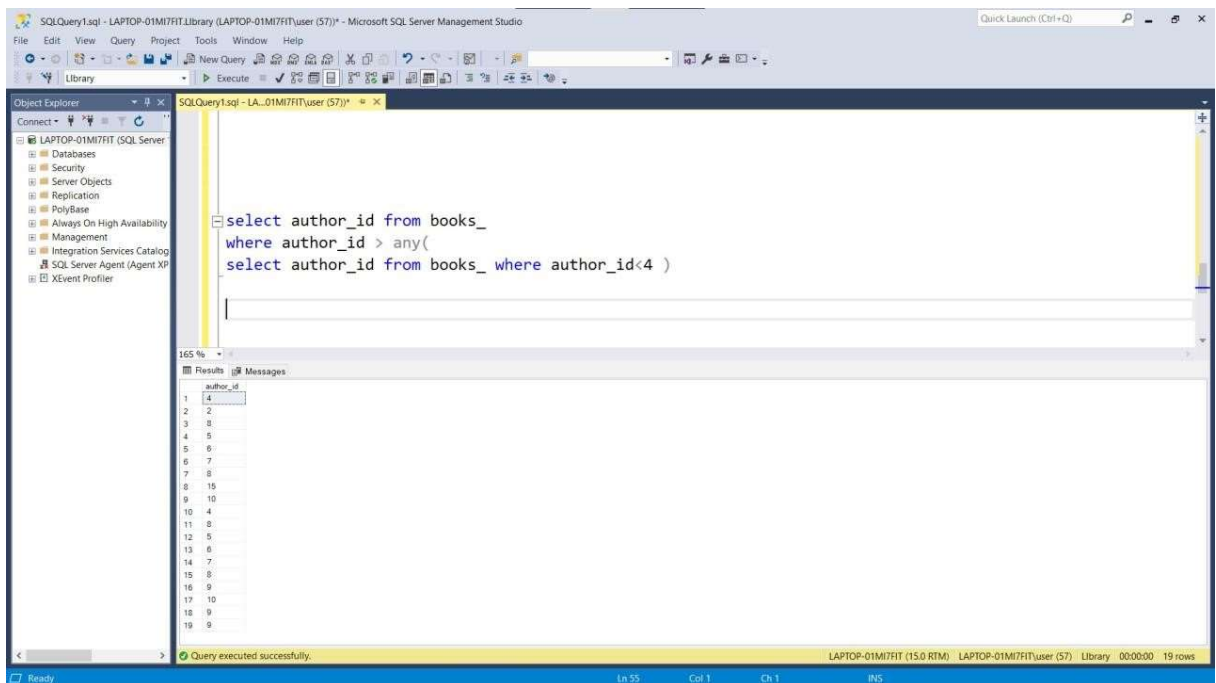 SQLQuery1.sql - LAPTOP-01MI7FIT.LIbrary (LAPTOP-01MI7FIT\user (57))* - Microsoft SQL Server Management Studio
Quick Launch (Ctrl+Q)
File Edit View Query Project Tools Window Help
New Query
LIbrary
Execute
Object Explorer
SQLQuery1.sql - LA...01MI7FIT\user (57))*
Connect
LAPTOP-01MI7FIT (SQL Server
Databases
Security
Server Objects
Replication
PolyBase
Always On High Availability
Management
Integration Services Catalog
SQL Server Agent (Agent XP
XEvent Profiler
select author_id from books_
where author_id > any(
select author_id from books_ where author_id<4 )
165 %
Results Messages
author_id
1 4
2 2
3 8
4 5
5 6
6 7
7 8
8 15
9 10
10 4
11 8
12 5
13 6
14 7
15 8
16 9
17 10
18 9
19 9
Query executed successfully.
LAPTOP-01MI7FIT (15.0 RTM) LAPTOP-01MI7FIT\user (57) LIbrary 00:00:00 19 rows
Ready Ln 55 Col 1 Ch 1 INS